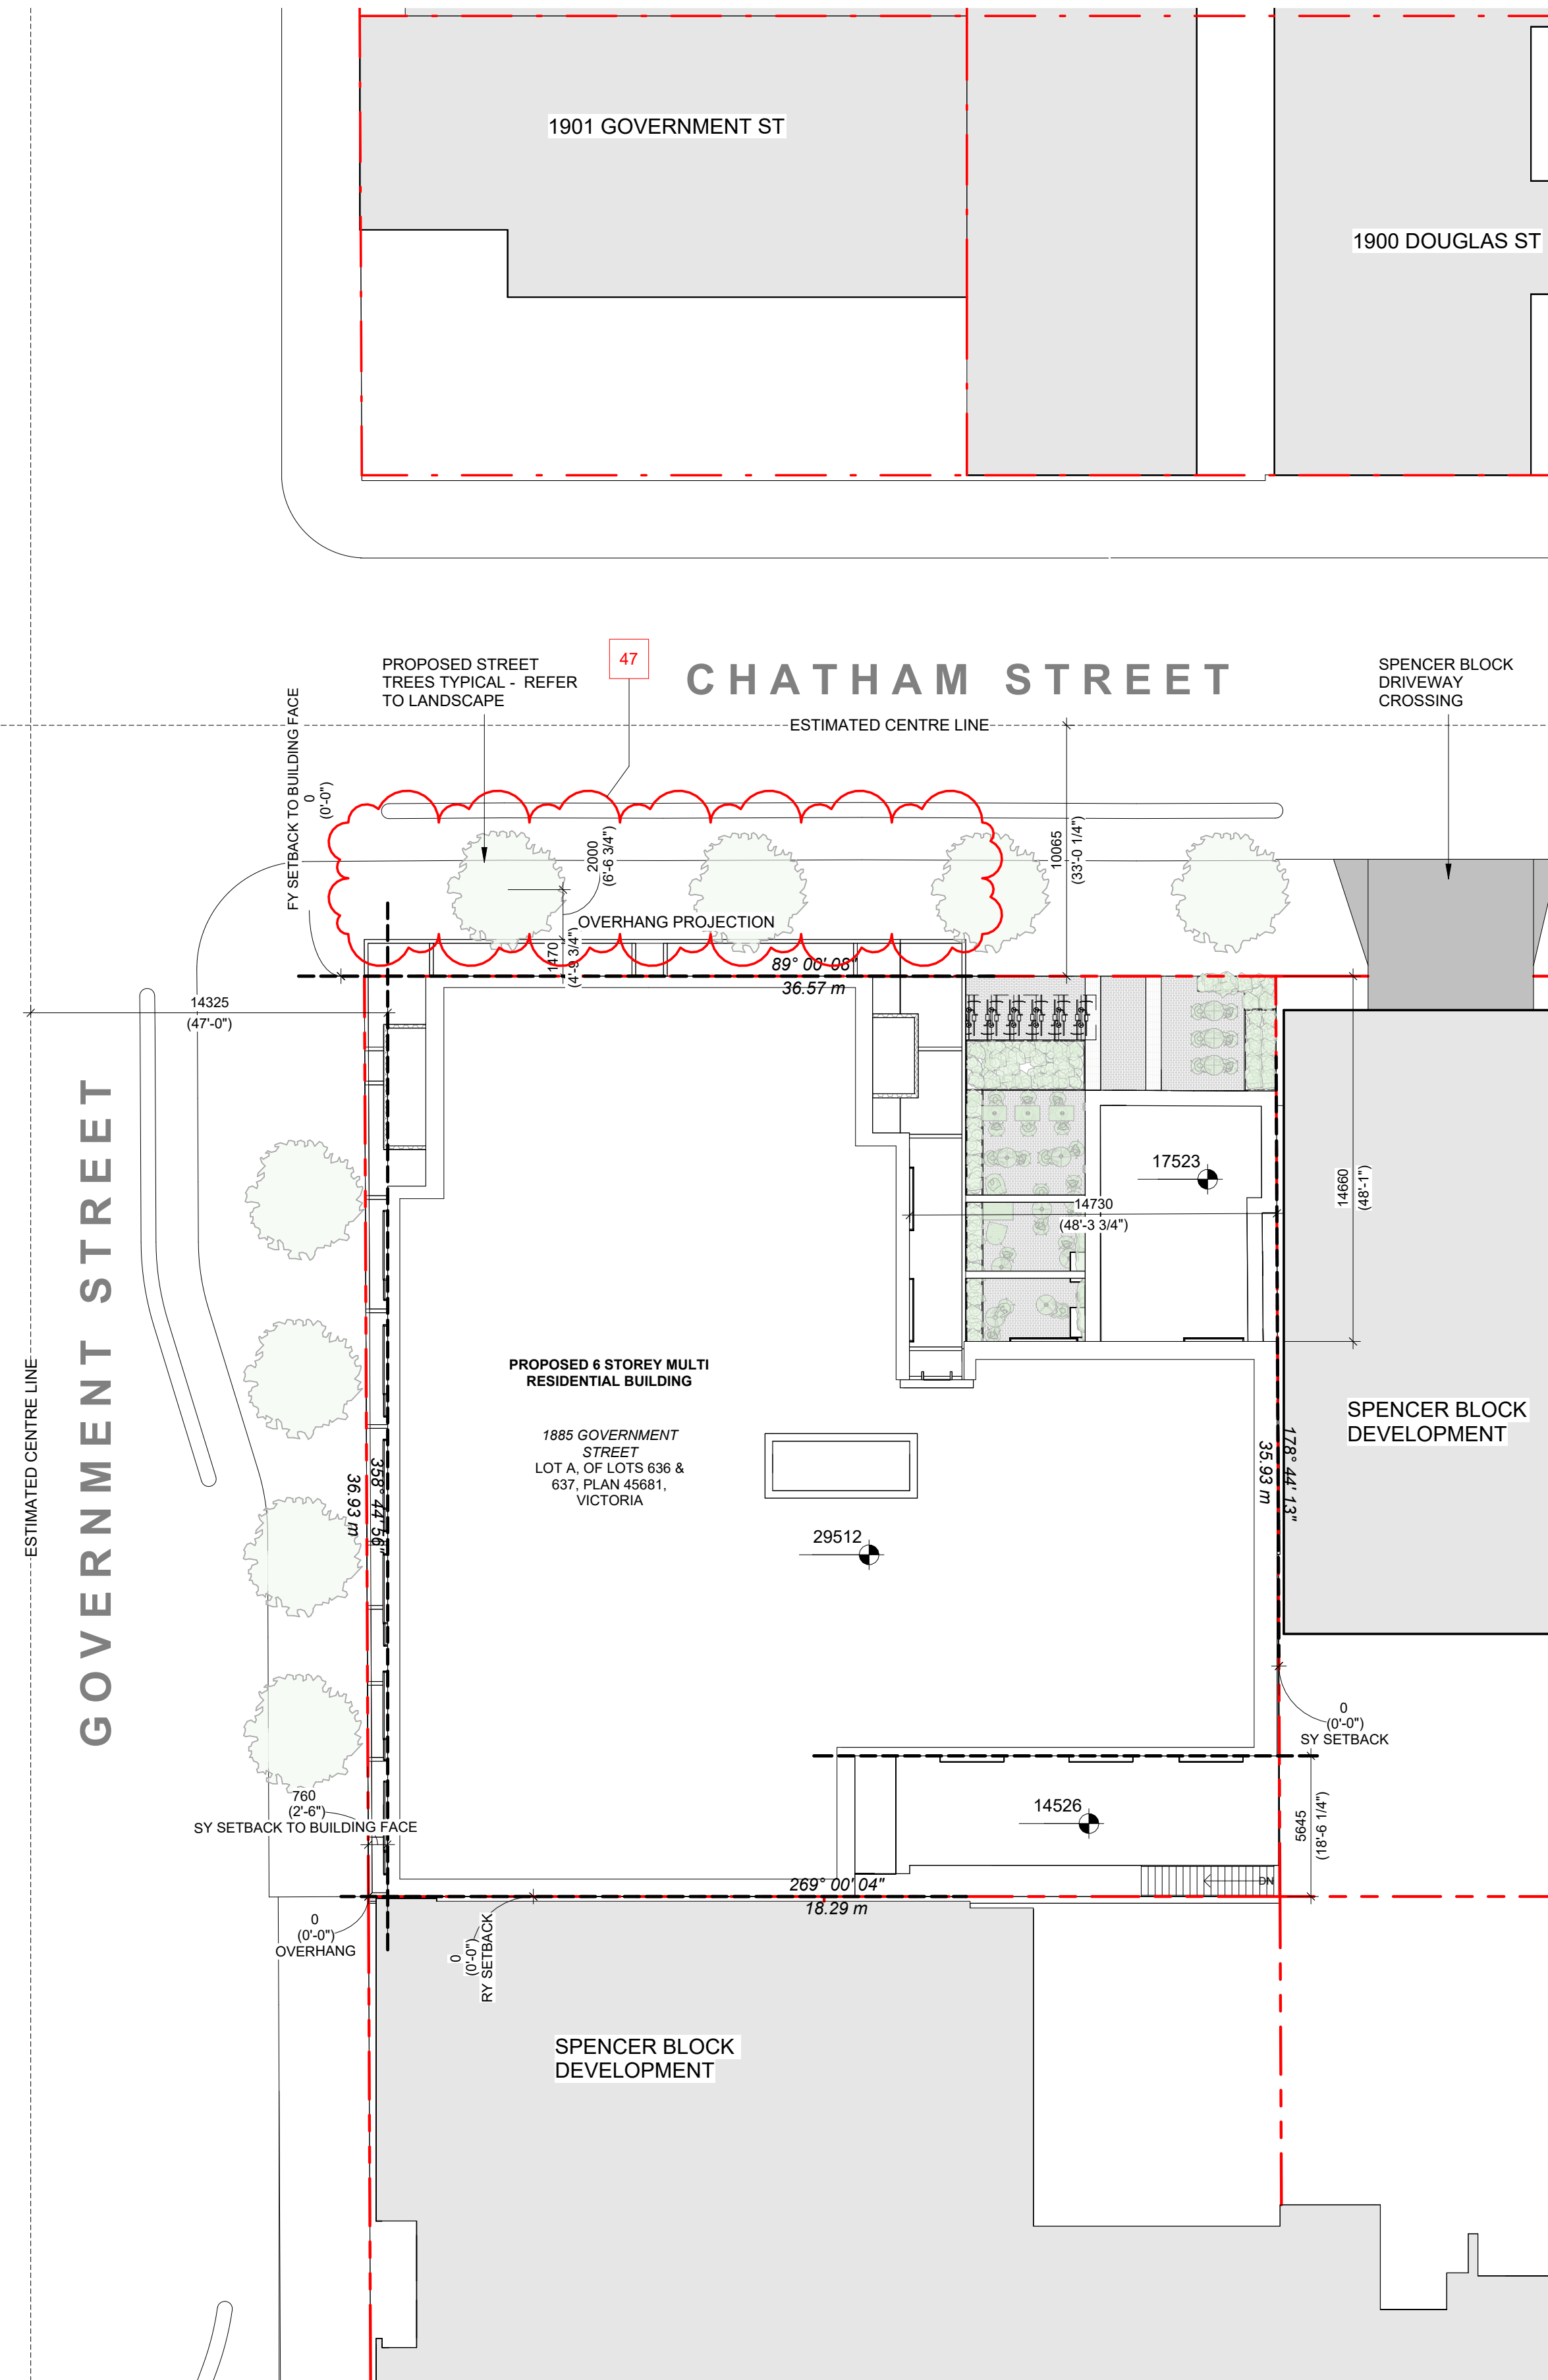 1901 GOVERNMENT ST
1900 DOUGLAS ST
47
PROPOSED STREET
TREES TYPICAL - REFER
TO LANDSCAPE
CHATHAM STREET
SPENCER BLOCK
DRIVEWAY
CROSSING
ESTIMATED CENTRE LINE
FY SETBACK TO BUILDING FACE
0
(0'-0")
2000
(6'-6 3/4")
10065
(33'-0 1/4")
OVERHANG PROJECTION
1470
(4'-9 3/4")
89° 00' 08"
36.57 m
14325
(47'-0")
17523
14730
(48'-3 3/4")
14660
(48'-1")
GOVERNMENT STREET
ESTIMATED CENTRE LINE
PROPOSED 6 STOREY MULTI
RESIDENTIAL BUILDING
1885 GOVERNMENT
STREET
LOT A, OF LOTS 636 &
637, PLAN 45681,
VICTORIA
SPENCER BLOCK
DEVELOPMENT
358° 44' 56"
36.93 m
178° 44' 13"
35.93 m
29512
0
(0'-0")
SY SETBACK
760
(2'-6")
SY SETBACK TO BUILDING FACE
14526
5645
(18'-6 1/4")
DN
269° 00' 04"
18.29 m
0
(0'-0")
OVERHANG
0
(0'-0")
RY SETBACK
SPENCER BLOCK
DEVELOPMENT